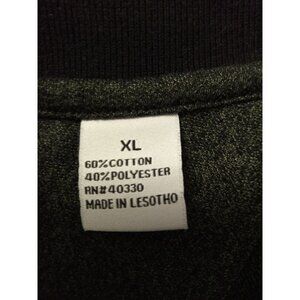 XL
60%COTTON
40%POLYESTER
RN#40330
MADE IN LESOTHO